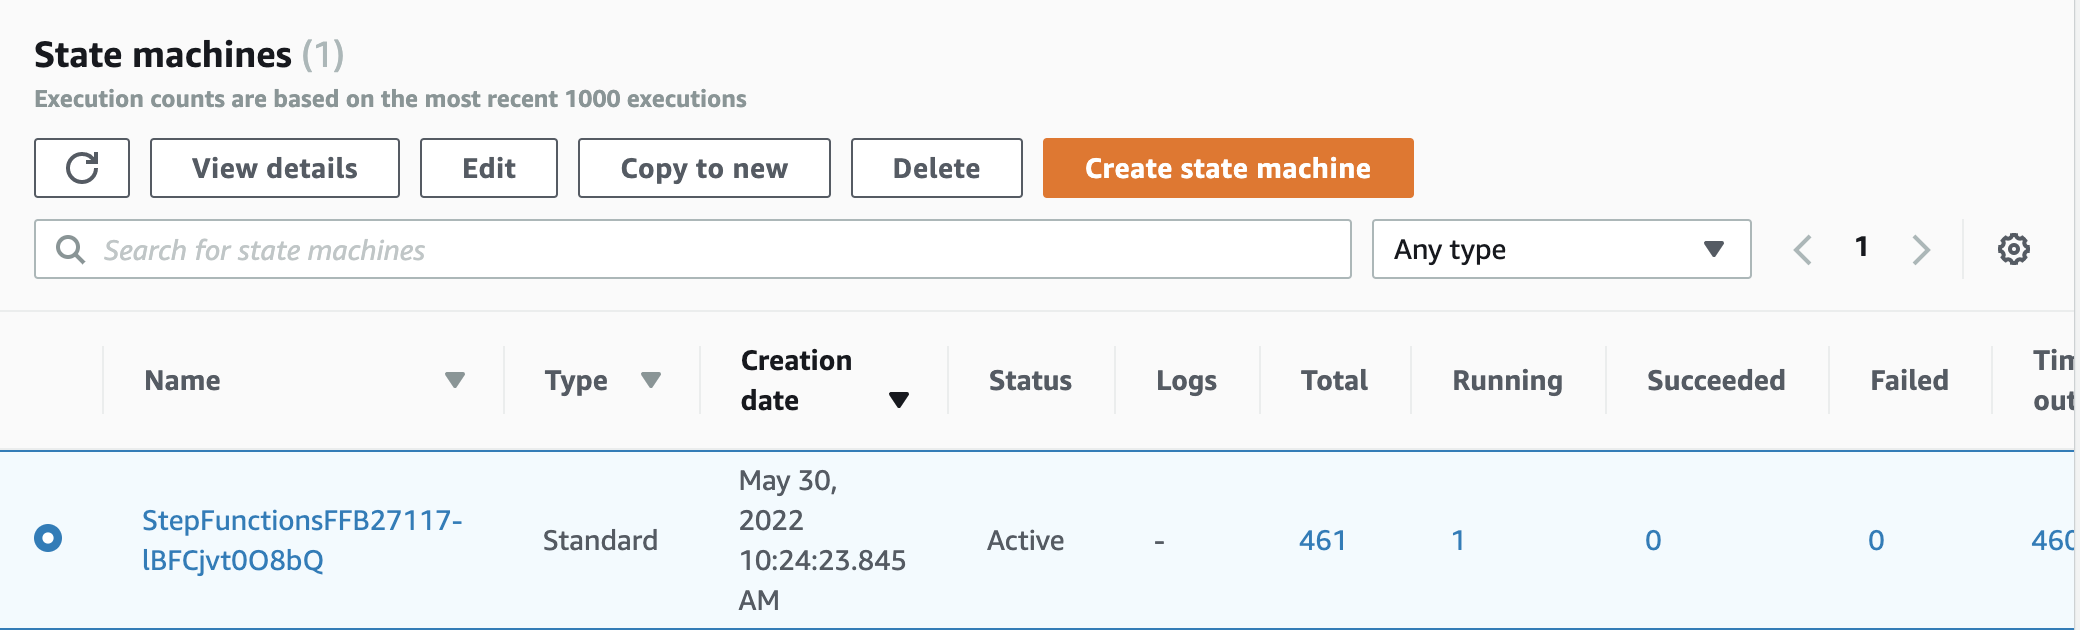 State machines (1)
Execution counts are based on the most recent 1000 executions
View details Edit Copy to new Delete Create state machine
Search for state machines Any type 1
Name Type Creation date Status Logs Total Running Succeeded Failed
StepFunctionsFFB27117-lBFCjvt0O8bQ Standard May 30, 2022 10:24:23.845 AM Active - 461 1 0 0 460